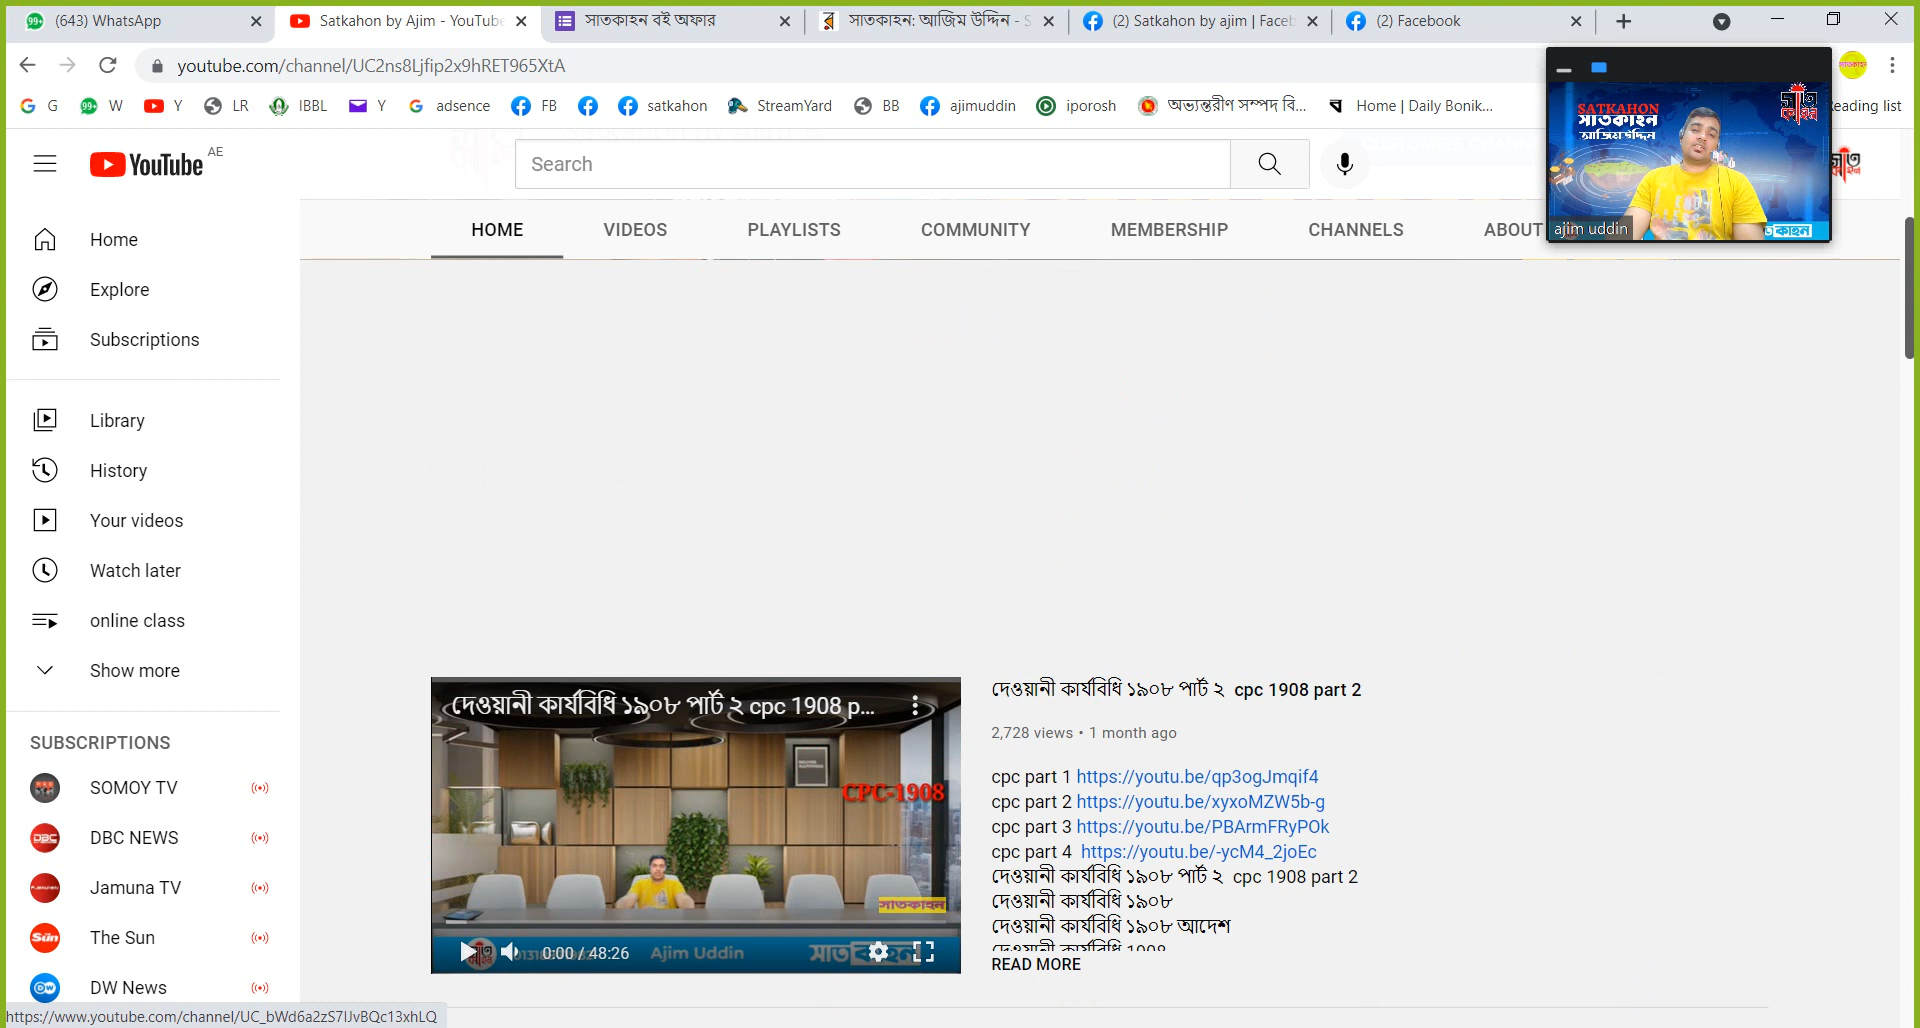 (643) WhatsApp
Satkahon by Ajim - YouTube
সাতকাহন বই অফার
সাতকাহন: আজিম উদ্দিন - S
(2) Satkahon by ajim | Faceb
(2) Facebook
youtube.com/channel/UC2ns8Ljfip2x9hRET965XtA
G
W
Y
LR
IBBL
Y
adsence
FB
satkahon
StreamYard
BB
ajimuddin
iporosh
অভ্যন্তরীণ সম্পদ বি...
Home | Daily Bonik...
eading list
YouTube AE
Search
SATKAHON
সাতকাহন
আজিম উদ্দিন
সাত কাহন
ajim uddin
HOME
VIDEOS
PLAYLISTS
COMMUNITY
MEMBERSHIP
CHANNELS
ABOUT
Home
Explore
Subscriptions
Library
History
Your videos
Watch later
online class
Show more
SUBSCRIPTIONS
SOMOY TV
DBC NEWS
Jamuna TV
The Sun
DW News
দেওয়ানী কার্যবিধি ১৯০৮ পার্ট ২ cpc 1908 p...
CPC-1908
সাতকাহন
0:00 / 48:26
Ajim Uddin
সাতকাহন
দেওয়ানী কার্যবিধি ১৯০৮ পার্ট ২ cpc 1908 part 2
2,728 views • 1 month ago
cpc part 1 https://youtu.be/qp3ogJmqif4
cpc part 2 https://youtu.be/xyxoMZW5b-g
cpc part 3 https://youtu.be/PBArmFRyPOk
cpc part 4 https://youtu.be/-ycM4_2joEc
দেওয়ানী কার্যবিধি ১৯০৮ পার্ট ২ cpc 1908 part 2
দেওয়ানী কার্যবিধি ১৯০৮
দেওয়ানী কার্যবিধি ১৯০৮ আদেশ
দেওয়ানী কার্যবিধি 1908
READ MORE
https://www.youtube.com/channel/UC_bWd6a2zS7IJvBQc13xhLQ